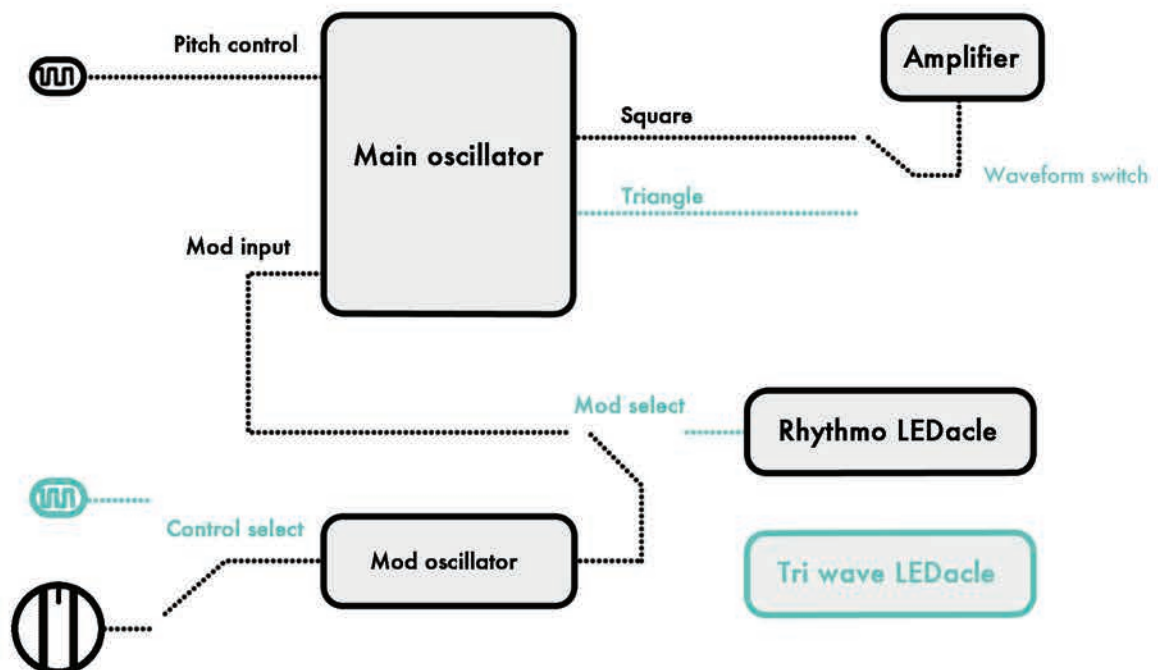 Pitch control
Amplifier
Square
Main oscillator
Waveform switch
Triangle
Mod input
Mod select
Rhythmo LEDacle
Control select
Mod oscillator
Tri wave LEDacle